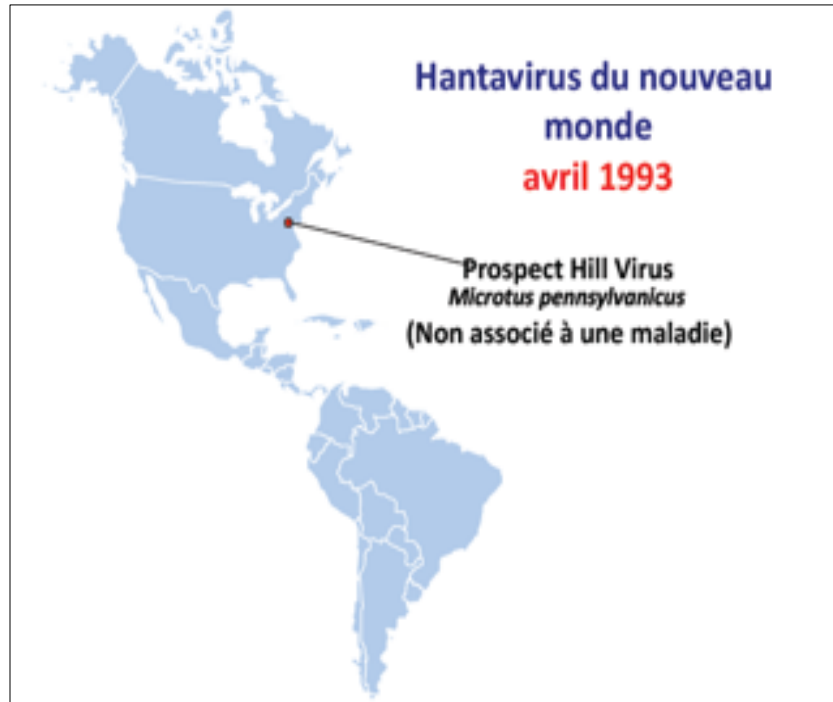 Hantavirus du nouveau
monde
avril 1993
Prospect Hill Virus
Microtus pennsylvanicus
(Non associé à une maladie)